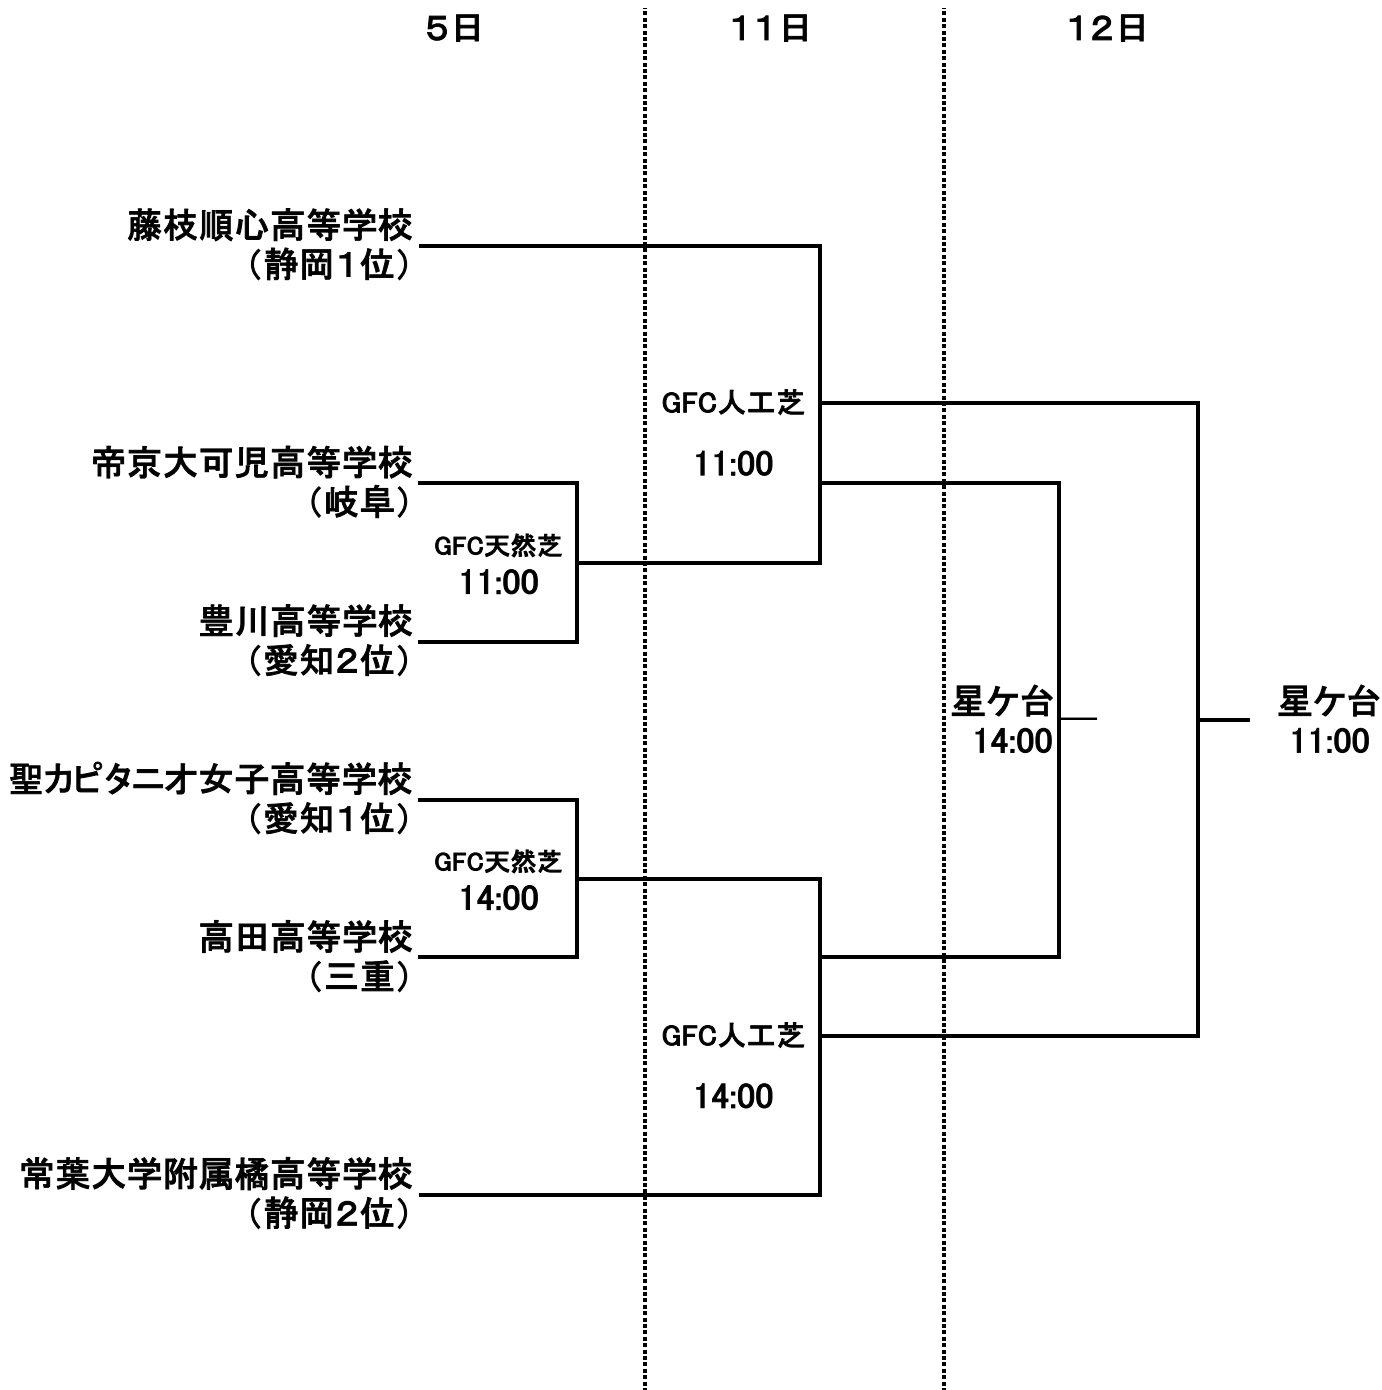 5日
11日
12日
藤枝順心高等学校
（静岡１位）
GFC人工芝
11:00
帝京大可児高等学校
（岐阜）
GFC天然芝
11:00
豊川高等学校
（愛知２位）
星ケ台
14:00
星ケ台
11:00
聖カピタニオ女子高等学校
（愛知１位）
GFC天然芝
14:00
高田高等学校
（三重）
GFC人工芝
14:00
常葉大学附属橘高等学校
（静岡２位）